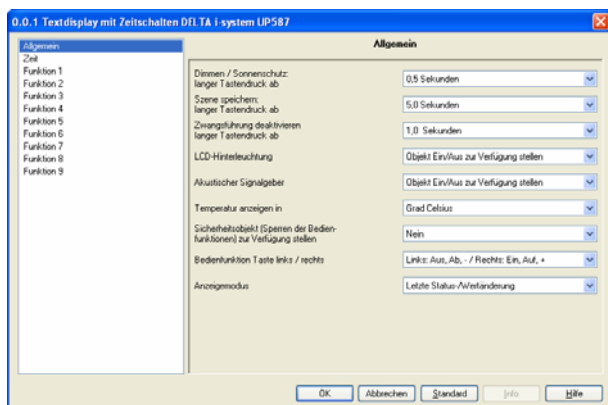 0.0.1 Textdisplay mit Zeitschalten DELTA i-system UP587
Allgemein
Zeit
Funktion 1
Funktion 2
Funktion 3
Funktion 4
Funktion 5
Funktion 6
Funktion 7
Funktion 8
Funktion 9
Allgemein
Dimmen / Sonnenschutz:
langer Tastendruck ab
0,5 Sekunden
Szene speichern:
langer Tastendruck ab
5,0 Sekunden
Zwangsführung deaktivieren
langer Tastendruck ab
1,0 Sekunden
LCD-Hinterleuchtung
Objekt Ein/Aus zur Verfügung stellen
Akustischer Signalgeber
Objekt Ein/Aus zur Verfügung stellen
Temperatur anzeigen in
Grad Celsius
Sicherheitsobjekt (Sperren der Bedien-
funktionen) zur Verfügung stellen
Nein
Bedienfunktion Taste links / rechts
Links: Aus, Ab, - / Rechts: Ein, Auf, +
Anzeigemodus
Letzte Status-/Wertänderung
OK Abbrechen Standard Info Hilfe